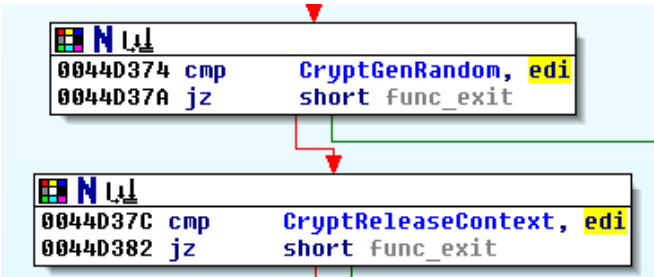 0044D374 cmp CryptGenRandom, edi
0044D37A jz short func_exit
0044D37C cmp CryptReleaseContext, edi
0044D382 jz short func_exit